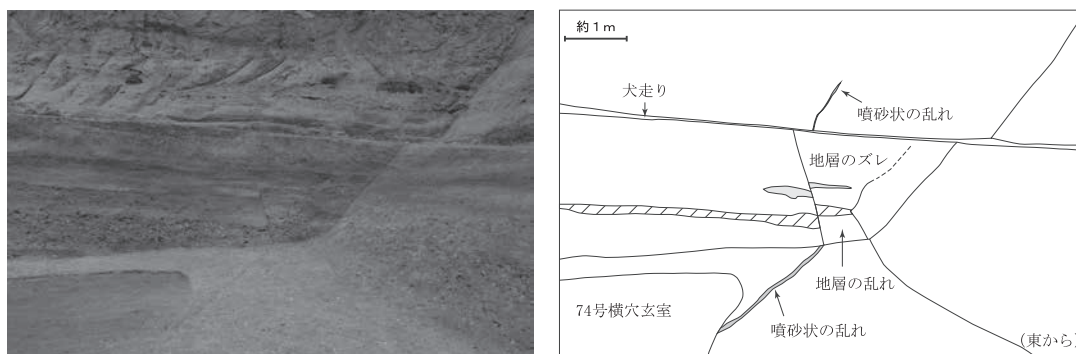 約1m
犬走り
噴砂状の乱れ
地層のズレ
地層の乱れ
74号横穴玄室
噴砂状の乱れ
(東から)